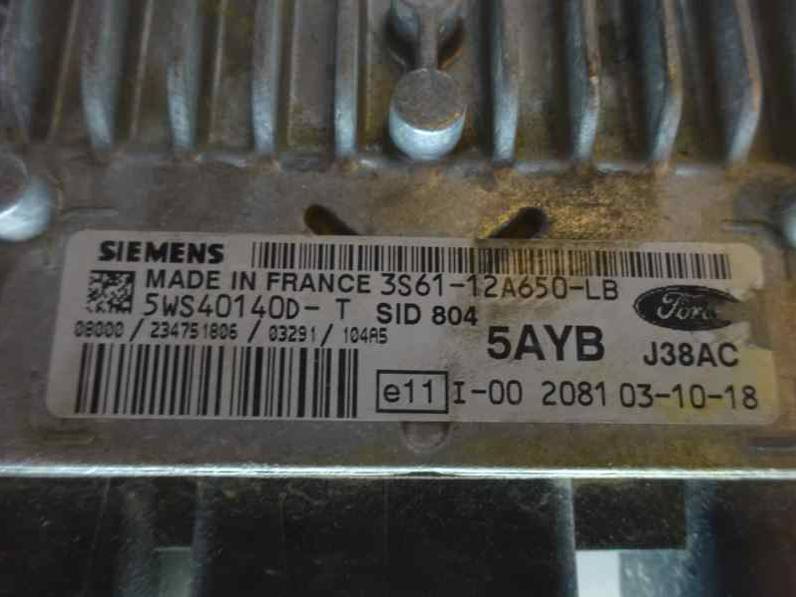 SIEMENS
MADE IN FRANCE 3S61-12A650-LB
5WS40140D-T SID 804
Ford
08000/234751806/03291/104A5
5AYB J38AC
e11 I-00 2081 03-10-18